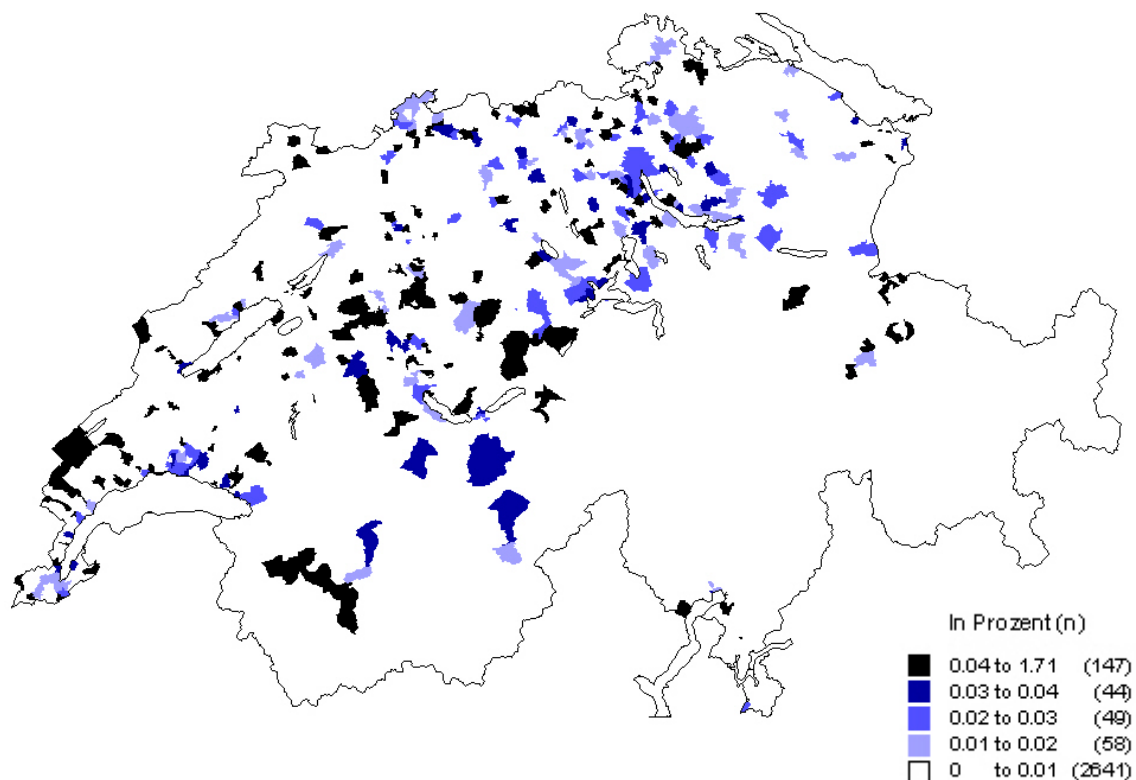 In Prozent (n)
0.04 to 1.71 (147)
0.03 to 0.04 (44)
0.02 to 0.03 (49)
0.01 to 0.02 (58)
0 to 0.01 (2641)